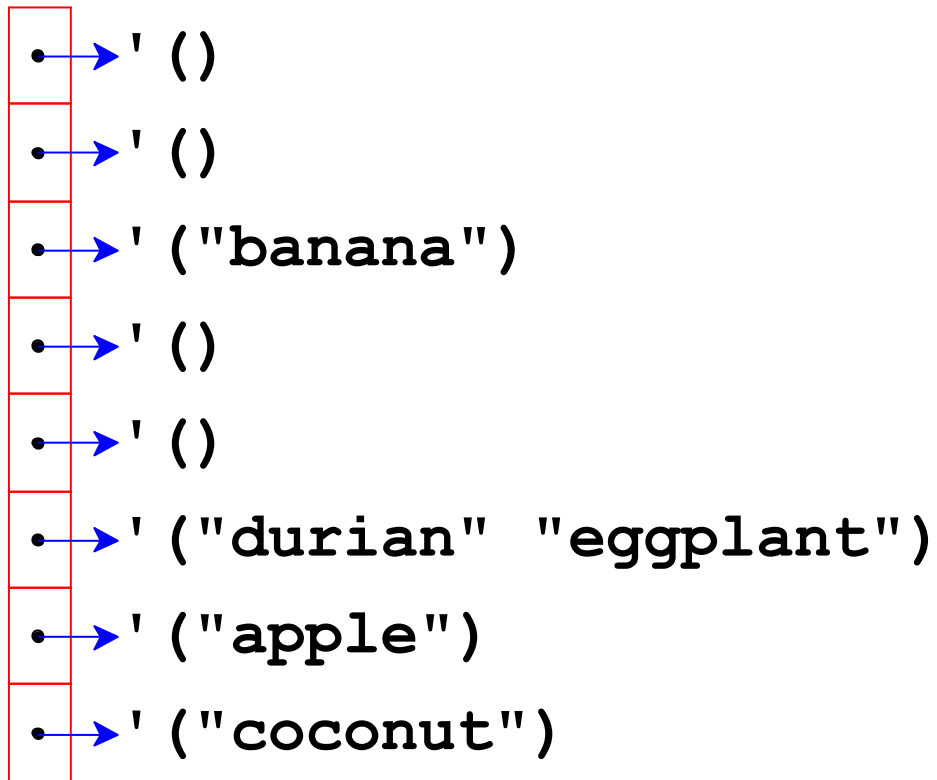 '()
'()
'("banana")
'()
'()
'("durian" "eggplant")
'("apple")
'("coconut")